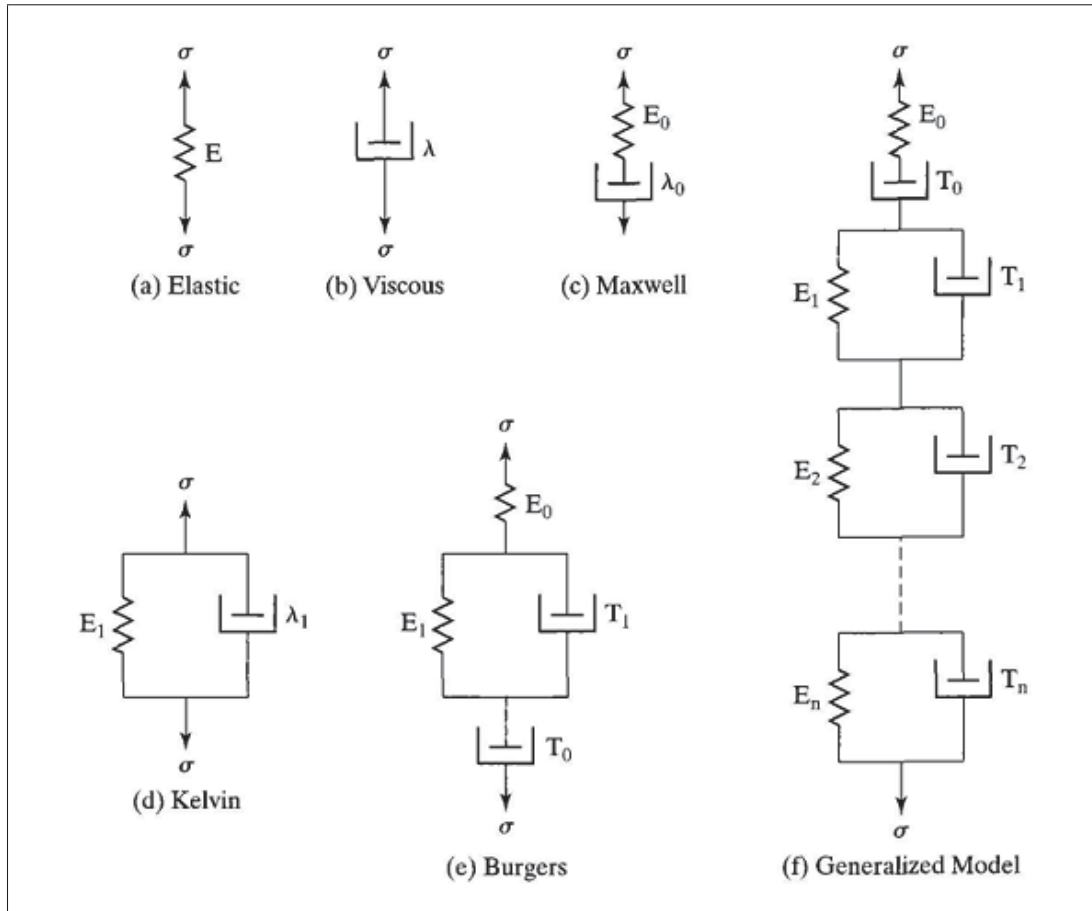 σ
E
σ
(a) Elastic
σ
λ
σ
(b) Viscous
σ
E₀
λ₀
(c) Maxwell
σ
E₁
λ₁
σ
(d) Kelvin
σ
E₀
E₁
T₁
T₀
σ
(e) Burgers
σ
E₀
T₀
E₁
T₁
E₂
T₂
Eₙ
Tₙ
σ
(f) Generalized Model